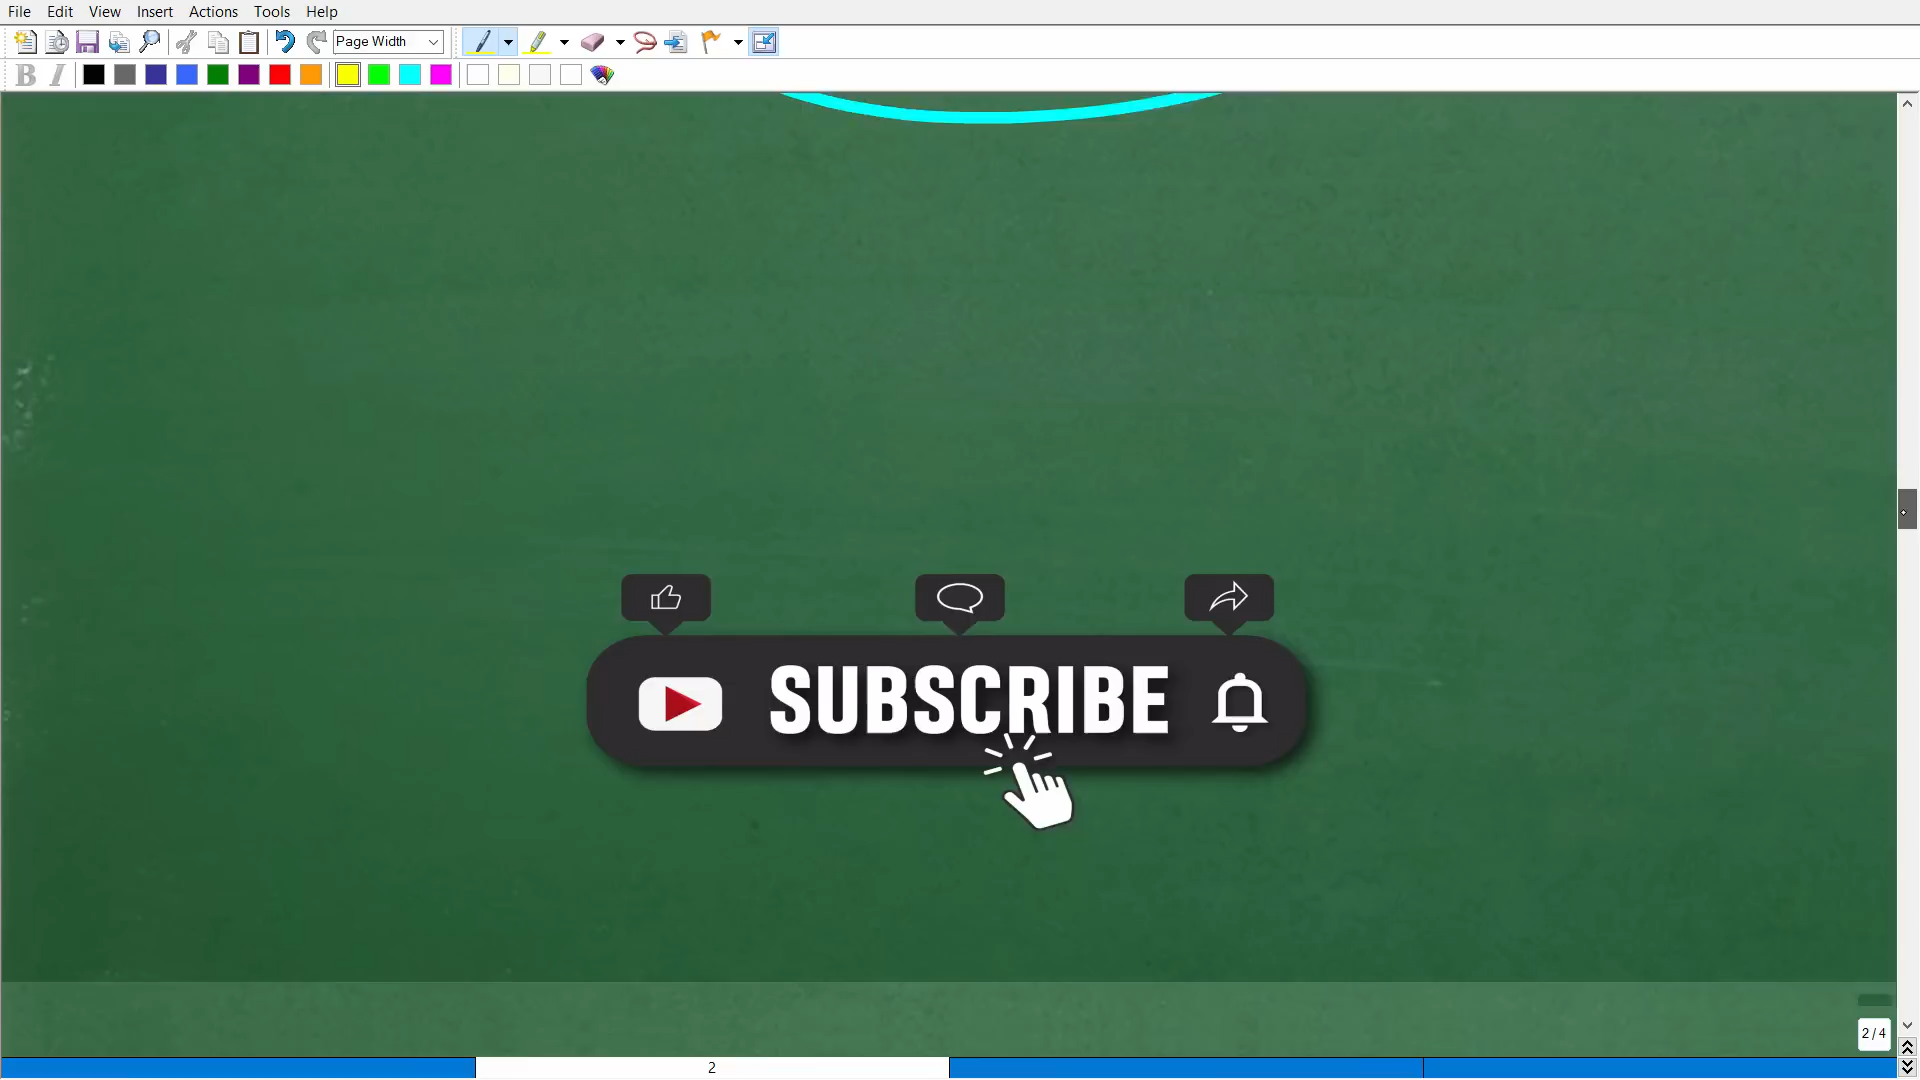 File Edit View Insert Actions Tools Help
Page Width
B I
SUBSCRIBE
2 / 4
2